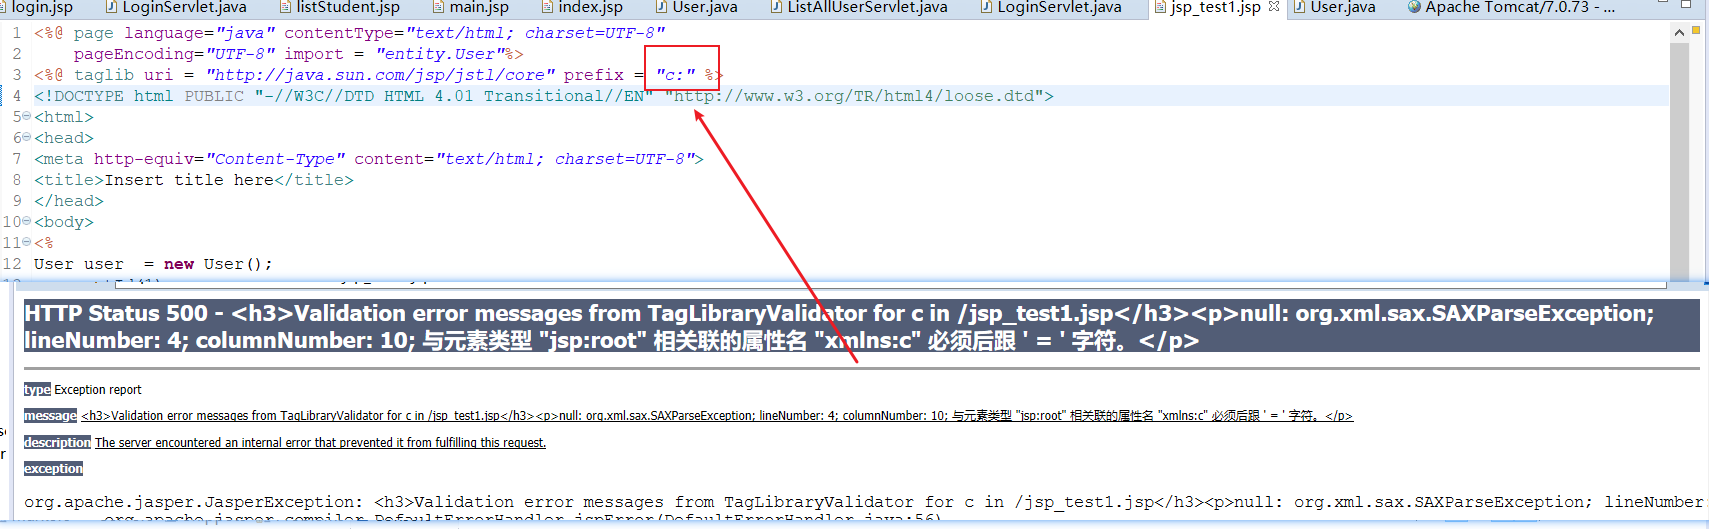 login.jsp LoginServlet.java listStudent.jsp main.jsp index.jsp User.java ListAllUserServlet.java LoginServlet.java jsp_test1.jsp User.java Apache Tomcat/7.0.73 - ...
1 <%@ page language="java" contentType="text/html; charset=UTF-8"
2 pageEncoding="UTF-8" import = "entity.User"%>
3 <%@ taglib uri = "http://java.sun.com/jsp/jstl/core" prefix = "c:" %>
4 <!DOCTYPE html PUBLIC "-//W3C//DTD HTML 4.01 Transitional//EN" "http://www.w3.org/TR/html4/loose.dtd">
5 <html>
6 <head>
7 <meta http-equiv="Content-Type" content="text/html; charset=UTF-8">
8 <title>Insert title here</title>
9 </head>
10 <body>
11 <%
12 User user = new User();
HTTP Status 500 - <h3>Validation error messages from TagLibraryValidator for c in /jsp_test1.jsp</h3><p>null: org.xml.sax.SAXParseException;
lineNumber: 4; columnNumber: 10; 与元素类型 "jsp:root" 相关联的属性名 "xmlns:c" 必须后跟 ' = ' 字符。</p>
type Exception report
message <h3>Validation error messages from TagLibraryValidator for c in /jsp_test1.jsp</h3><p>null: org.xml.sax.SAXParseException; lineNumber: 4; columnNumber: 10; 与元素类型 "jsp:root" 相关联的属性名 "xmlns:c" 必须后跟 ' = ' 字符。</p>
description The server encountered an internal error that prevented it from fulfilling this request.
exception
org.apache.jasper.JasperException: <h3>Validation error messages from TagLibraryValidator for c in /jsp_test1.jsp</h3><p>null: org.xml.sax.SAXParseException; lineNumber:
org.apache.jasper.compiler.DefaultErrorHandler.jspError(DefaultErrorHandler.java:56)